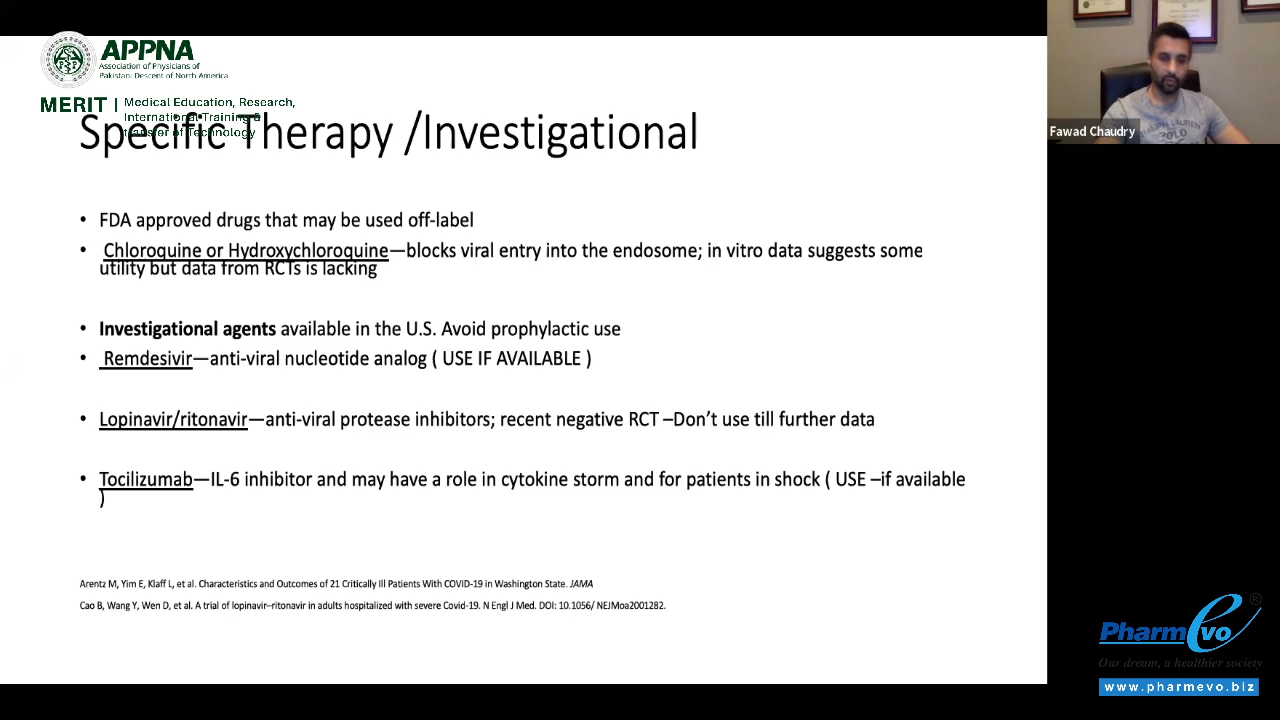 APPNA
Association of Physicians of
Pakistani Descent of North America
MERIT | Medical Education, Research,
International Training &
transfer of Technology
Specific Therapy /Investigational
• FDA approved drugs that may be used off-label
• Chloroquine or Hydroxychloroquine—blocks viral entry into the endosome; in vitro data suggests some
utility but data from RCTs is lacking
• Investigational agents available in the U.S. Avoid prophylactic use
• Remdesivir—anti-viral nucleotide analog ( USE IF AVAILABLE )
• Lopinavir/ritonavir—anti-viral protease inhibitors; recent negative RCT –Don't use till further data
• Tocilizumab—IL-6 inhibitor and may have a role in cytokine storm and for patients in shock ( USE –if available
)
Arentz M, Yim E, Klaff L, et al. Characteristics and Outcomes of 21 Critically Ill Patients With COVID-19 in Washington State. JAMA
Cao B, Wang Y, Wen D, et al. A trial of lopinavir–ritonavir in adults hospitalized with severe Covid-19. N Engl J Med. DOI: 10.1056/ NEJMoa2001282.
Fawad Chaudry
RALPH LAUREN
POLO
PharmEvo ®
Our dream, a healthier society
www.pharmevo.biz